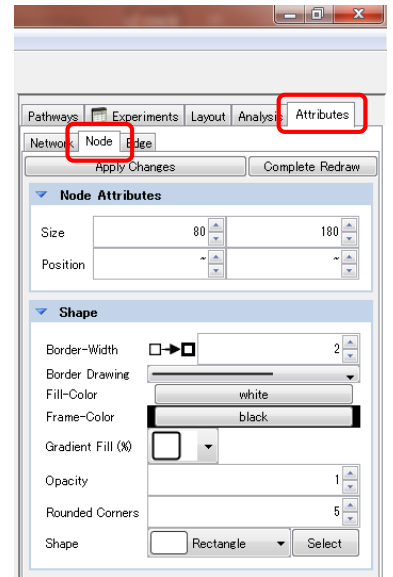 Pathways Experiments Layout Analysis Attributes
Network Node Edge
Apply Changes Complete Redraw
Node Attributes
Size 80 180
Position ~ ~
Shape
Border-Width 2
Border Drawing
Fill-Color white
Frame-Color black
Gradient Fill (%)
Opacity 1
Rounded Corners 5
Shape Rectangle Select